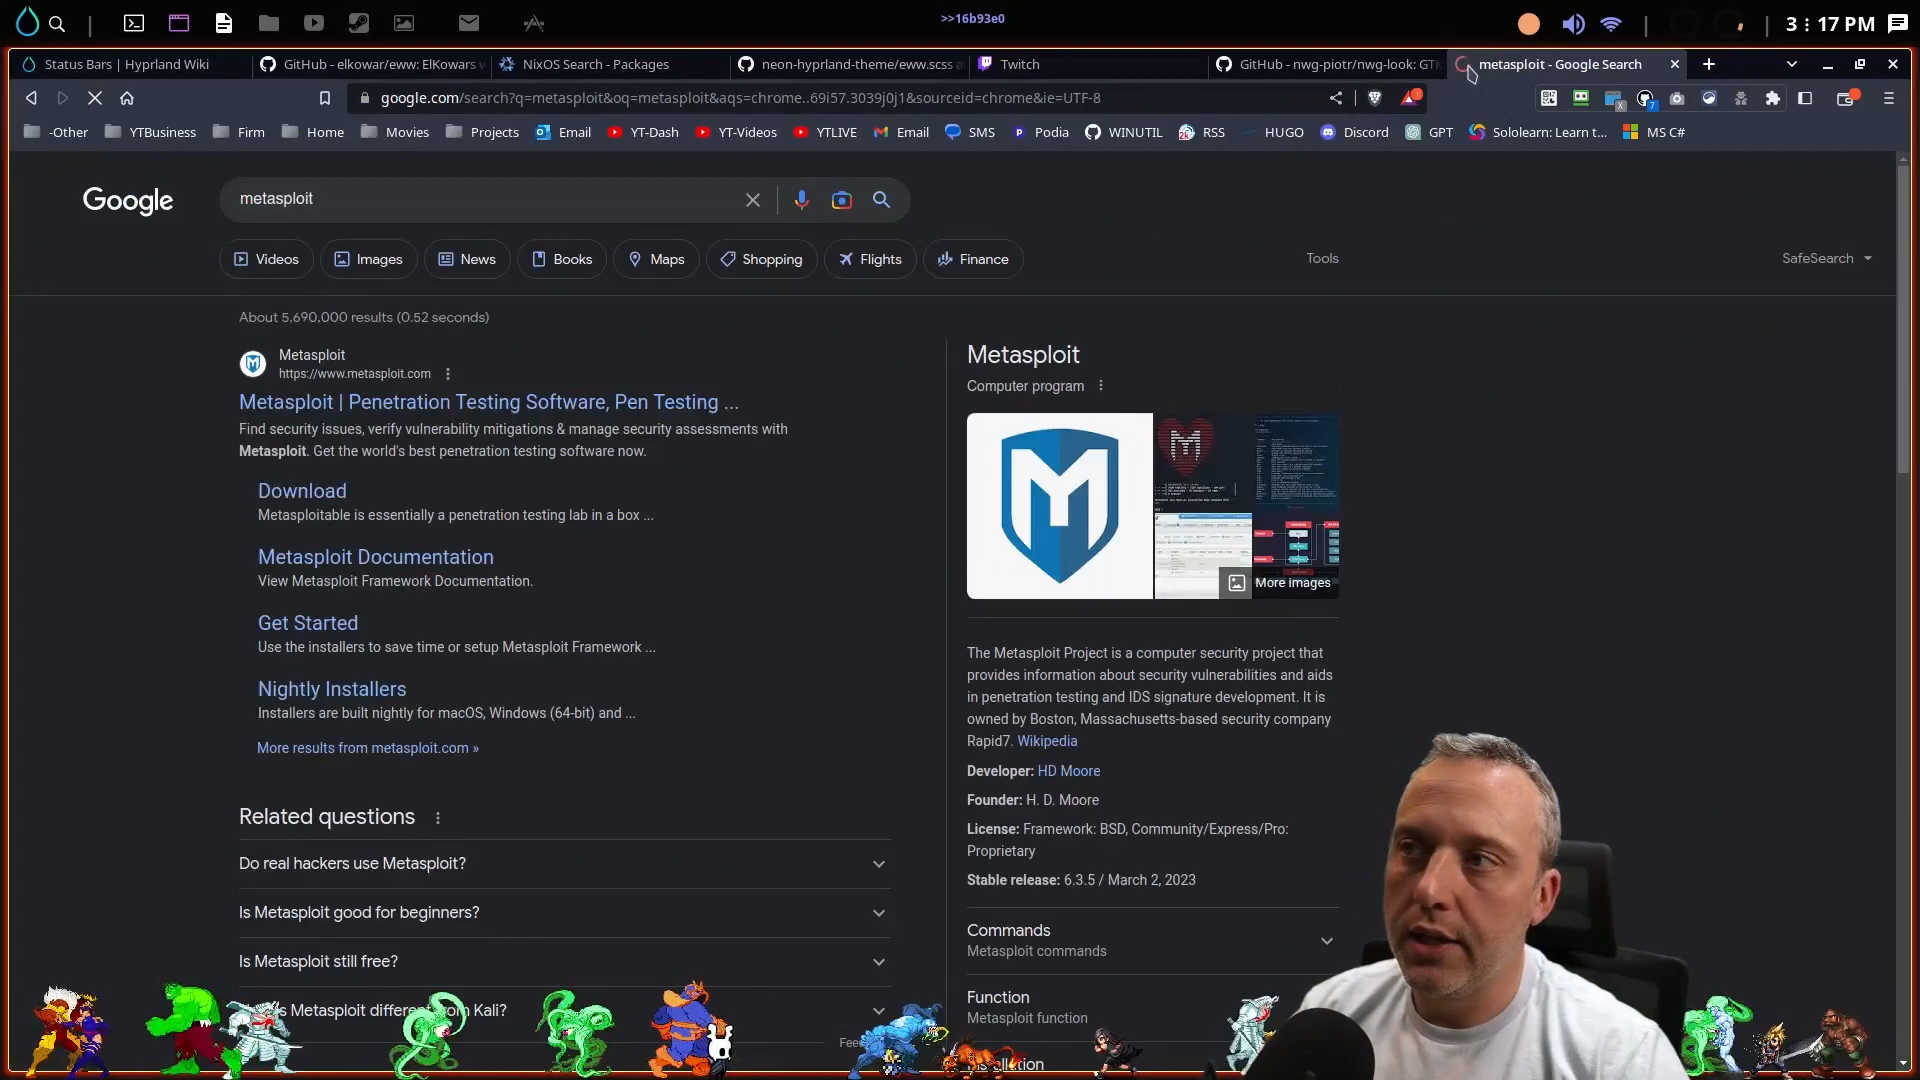 >>16b93e0
3 : 17 PM
Status Bars | Hyprland Wiki
GitHub - elkowar/eww: ElKowars w
NixOS Search - Packages
neon-hyprland-theme/eww.scss a
Twitch
GitHub - nwg-piotr/nwg-look: GTK
metasploit - Google Search
google.com/search?q=metasploit&oq=metasploit&aqs=chrome..69i57.3039j0j1&sourceid=chrome&ie=UTF-8
-Other
YTBusiness
Firm
Home
Movies
Projects
Email
YT-Dash
YT-Videos
YTLIVE
Email
SMS
Podia
WINUTIL
RSS
HUGO
Discord
GPT
Sololearn: Learn t...
MS C#
Google
metasploit
Videos
Images
News
Books
Maps
Shopping
Flights
Finance
Tools
SafeSearch
About 5,690,000 results (0.52 seconds)
Metasploit
https://www.metasploit.com
Metasploit | Penetration Testing Software, Pen Testing ...
Find security issues, verify vulnerability mitigations & manage security assessments with
Metasploit. Get the world's best penetration testing software now.
Download
Metasploitable is essentially a penetration testing lab in a box ...
Metasploit Documentation
View Metasploit Framework Documentation.
Get Started
Use the installers to save time or setup Metasploit Framework ...
Nightly Installers
Installers are built nightly for macOS, Windows (64-bit) and ...
More results from metasploit.com »
Related questions
Do real hackers use Metasploit?
Is Metasploit good for beginners?
Is Metasploit still free?
Metasploit different Kali?
Metasploit
Computer program
More images
The Metasploit Project is a computer security project that
provides information about security vulnerabilities and aids
in penetration testing and IDS signature development. It is
owned by Boston, Massachusetts-based security company
Rapid7. Wikipedia
Developer: HD Moore
Founder: H. D. Moore
License: Framework: BSD, Community/Express/Pro:
Proprietary
Stable release: 6.3.5 / March 2, 2023
Commands
Metasploit commands
Function
Metasploit function